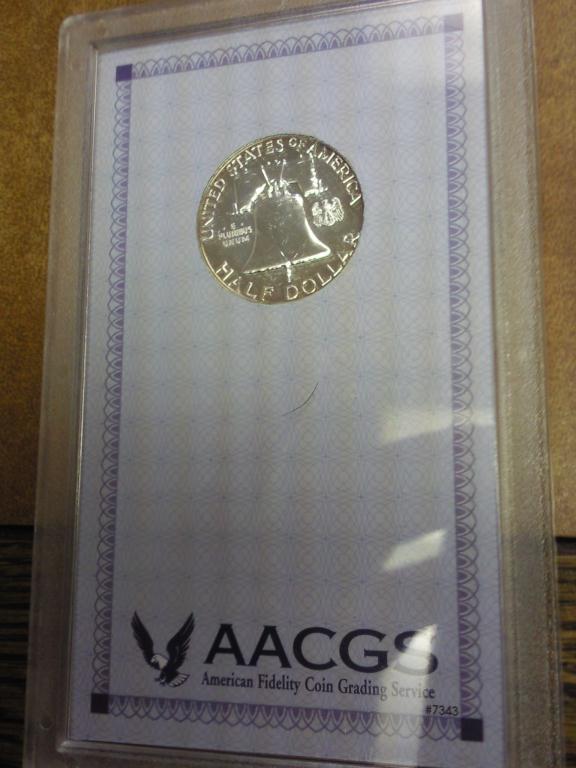 UNITED STATES OF AMERICA
E
PLURIBUS
UNUM
HALF DOLLAR
AACGS
American Fidelity Coin Grading Service
#7343